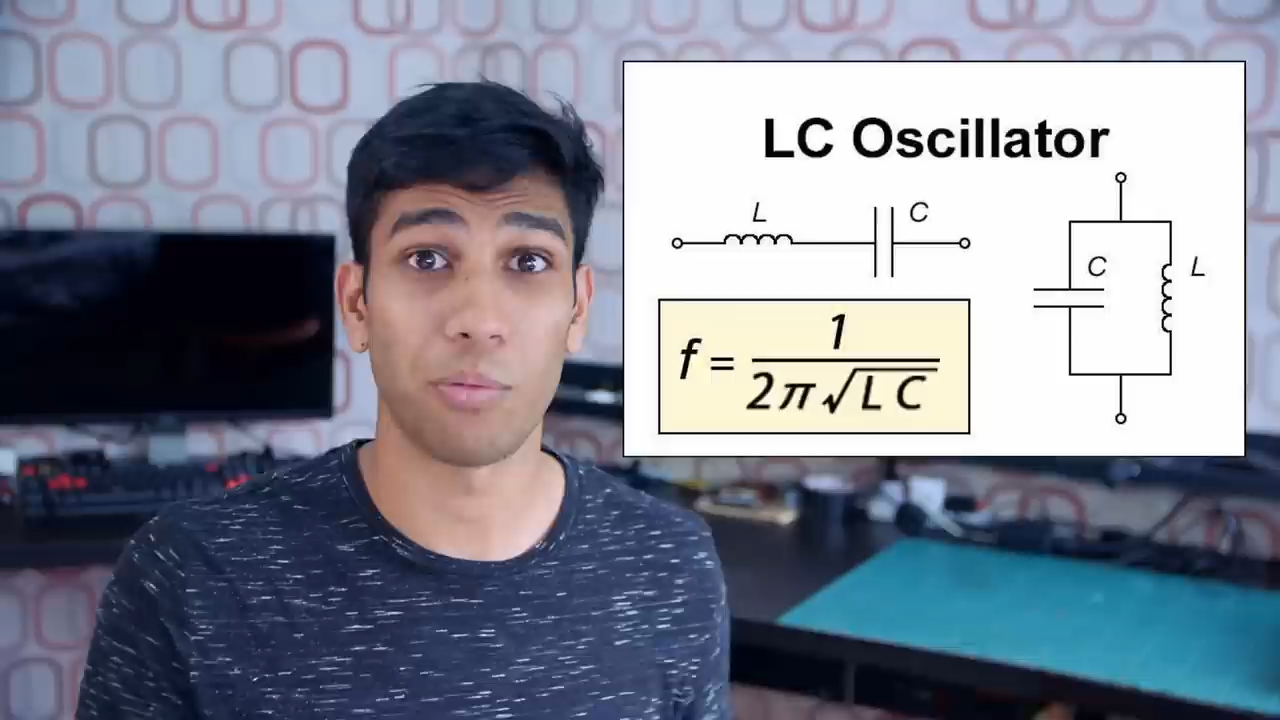 LC Oscillator
L
C
C
L
f = 1 / 2π√LC